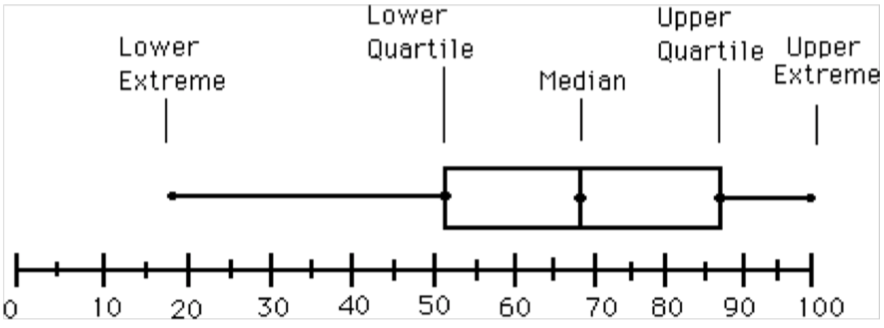 Lower
Extreme
Lower
Quartile
Median
Upper
Quartile
Upper
Extreme
0 10 20 30 40 50 60 70 80 90 100